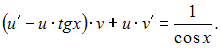 (u′ − u · tgx) · v + u · v′ = 1/cos x.